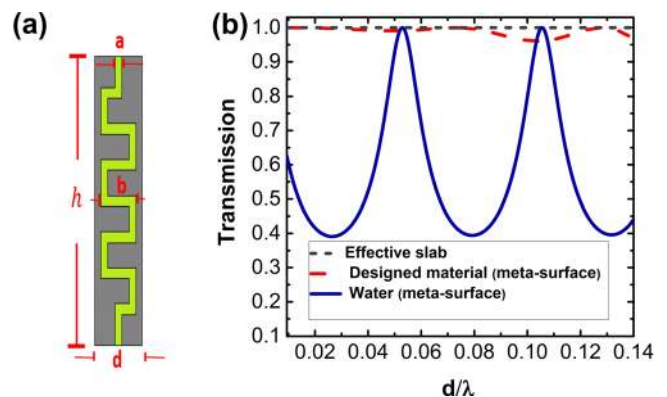 (a)
a
b
h
d
(b)
Transmission
1.0
0.9
0.8
0.7
0.6
0.5
0.4
0.3
0.2
0.1
Effective slab
Designed material (meta-surface)
Water (meta-surface)
0.02 0.04 0.06 0.08 0.10 0.12 0.14
d/λ